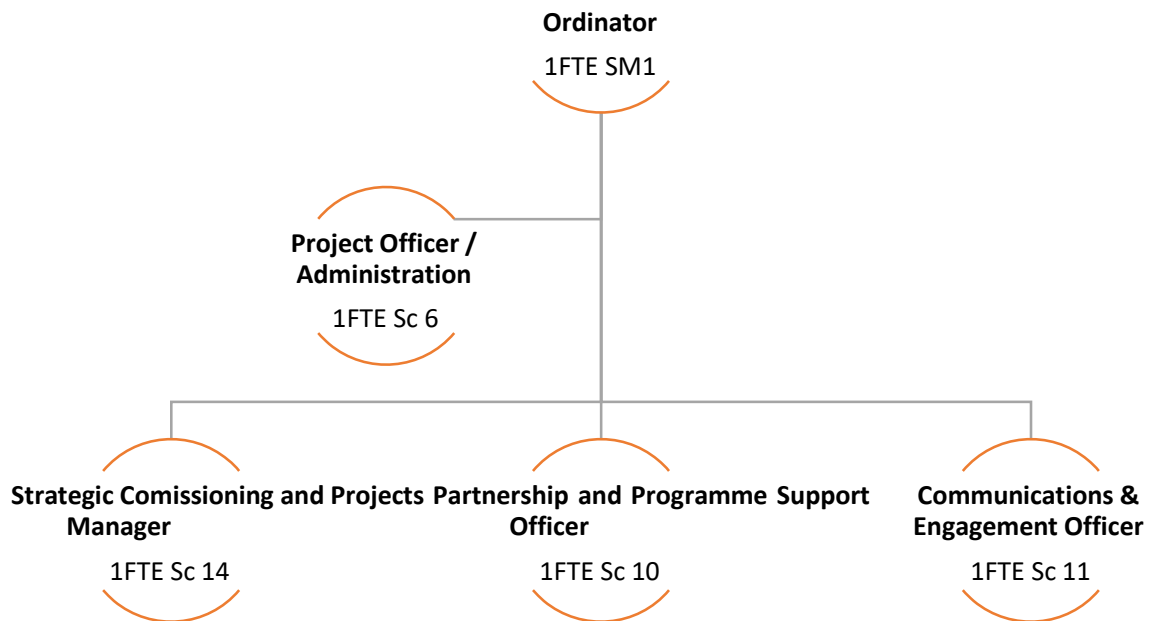 Ordinator
1FTE SM1
Project Officer /
Administration
1FTE Sc 6
Strategic Comissioning and Projects
Manager
1FTE Sc 14
Partnership and Programme Support
Officer
1FTE Sc 10
Communications &
Engagement Officer
1FTE Sc 11